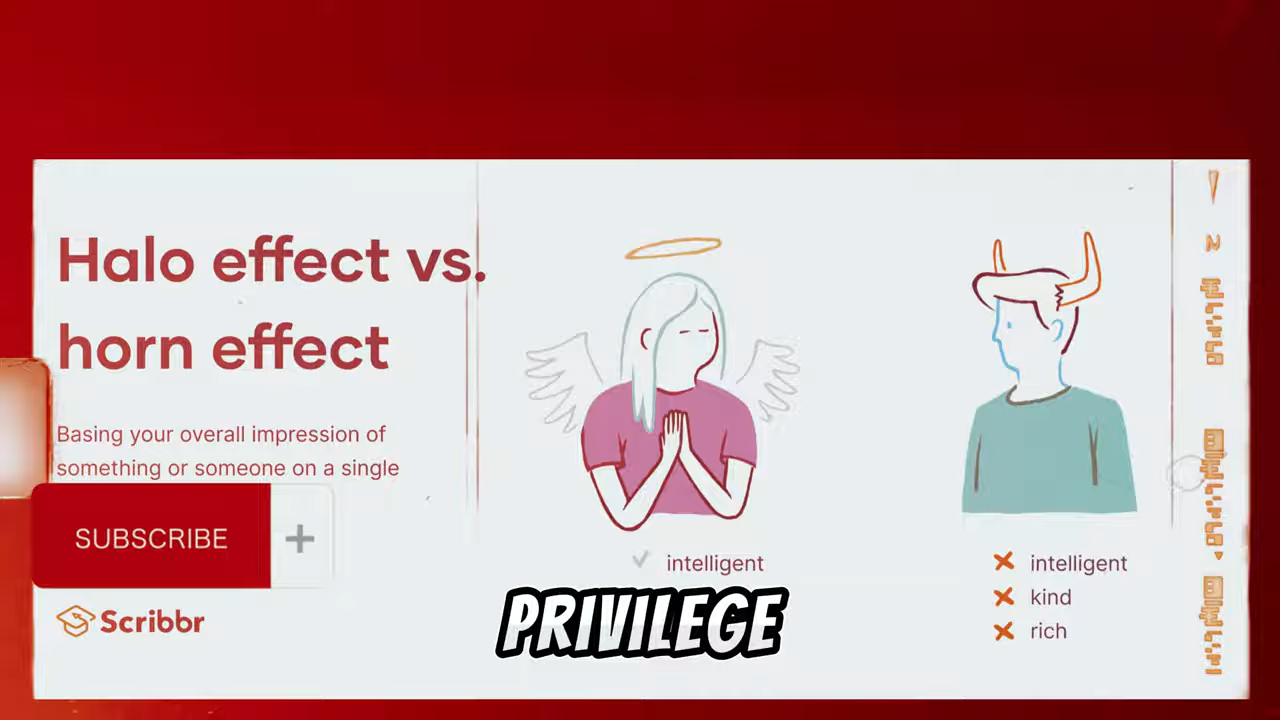 Halo effect vs.
horn effect
Basing your overall impression of
something or someone on a single
SUBSCRIBE
Scribbr
intelligent
PRIVILEGE
intelligent
kind
rich